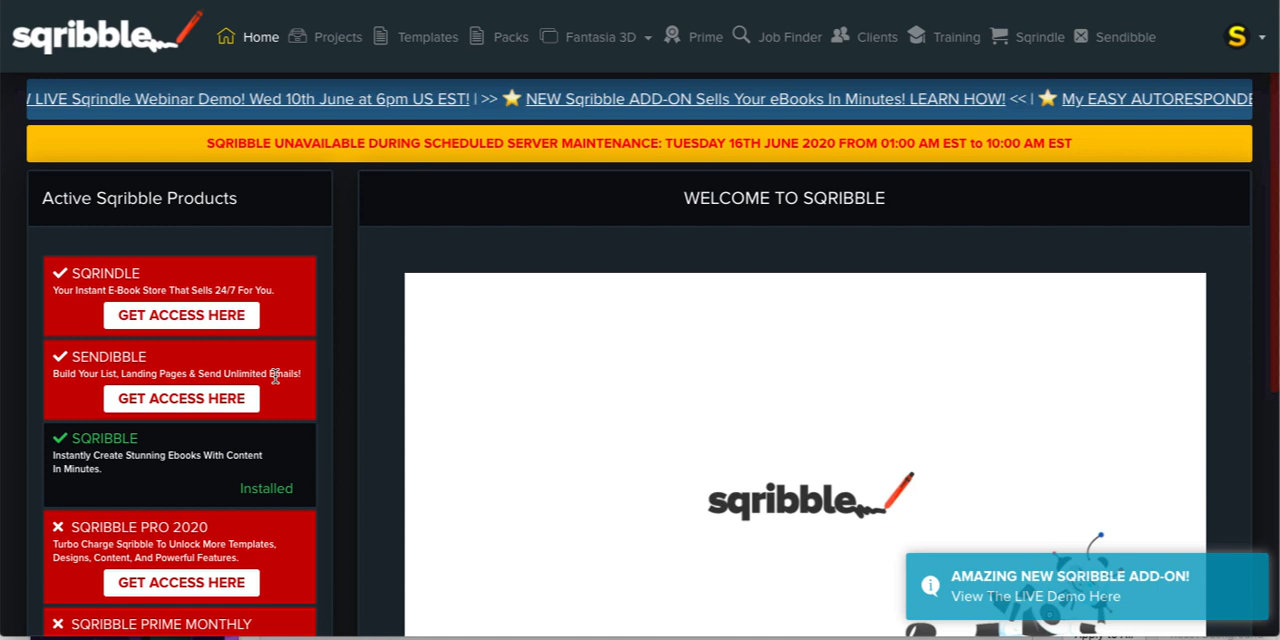 sqribble
Home Projects Templates Packs Fantasia 3D Prime Job Finder Clients Training Sqrindle Sendibble
S
/ LIVE Sqrindle Webinar Demo! Wed 10th June at 6pm US EST! | >> NEW Sqribble ADD-ON Sells Your eBooks In Minutes! LEARN HOW! << | My EASY AUTORESPONDE
SQRIBBLE UNAVAILABLE DURING SCHEDULED SERVER MAINTENANCE: TUESDAY 16TH JUNE 2020 FROM 01:00 AM EST to 10:00 AM EST
Active Sqribble Products
SQRINDLE
Your Instant E-Book Store That Sells 24/7 For You.
GET ACCESS HERE
SENDIBBLE
Build Your List, Landing Pages & Send Unlimited Emails!
GET ACCESS HERE
SQRIBBLE
Instantly Create Stunning Ebooks With Content
In Minutes.
Installed
SQRIBBLE PRO 2020
Turbo Charge Sqribble To Unlock More Templates,
Designs, Content, And Powerful Features.
GET ACCESS HERE
SQRIBBLE PRIME MONTHLY
WELCOME TO SQRIBBLE
sqribble
AMAZING NEW SQRIBBLE ADD-ON!
View The LIVE Demo Here